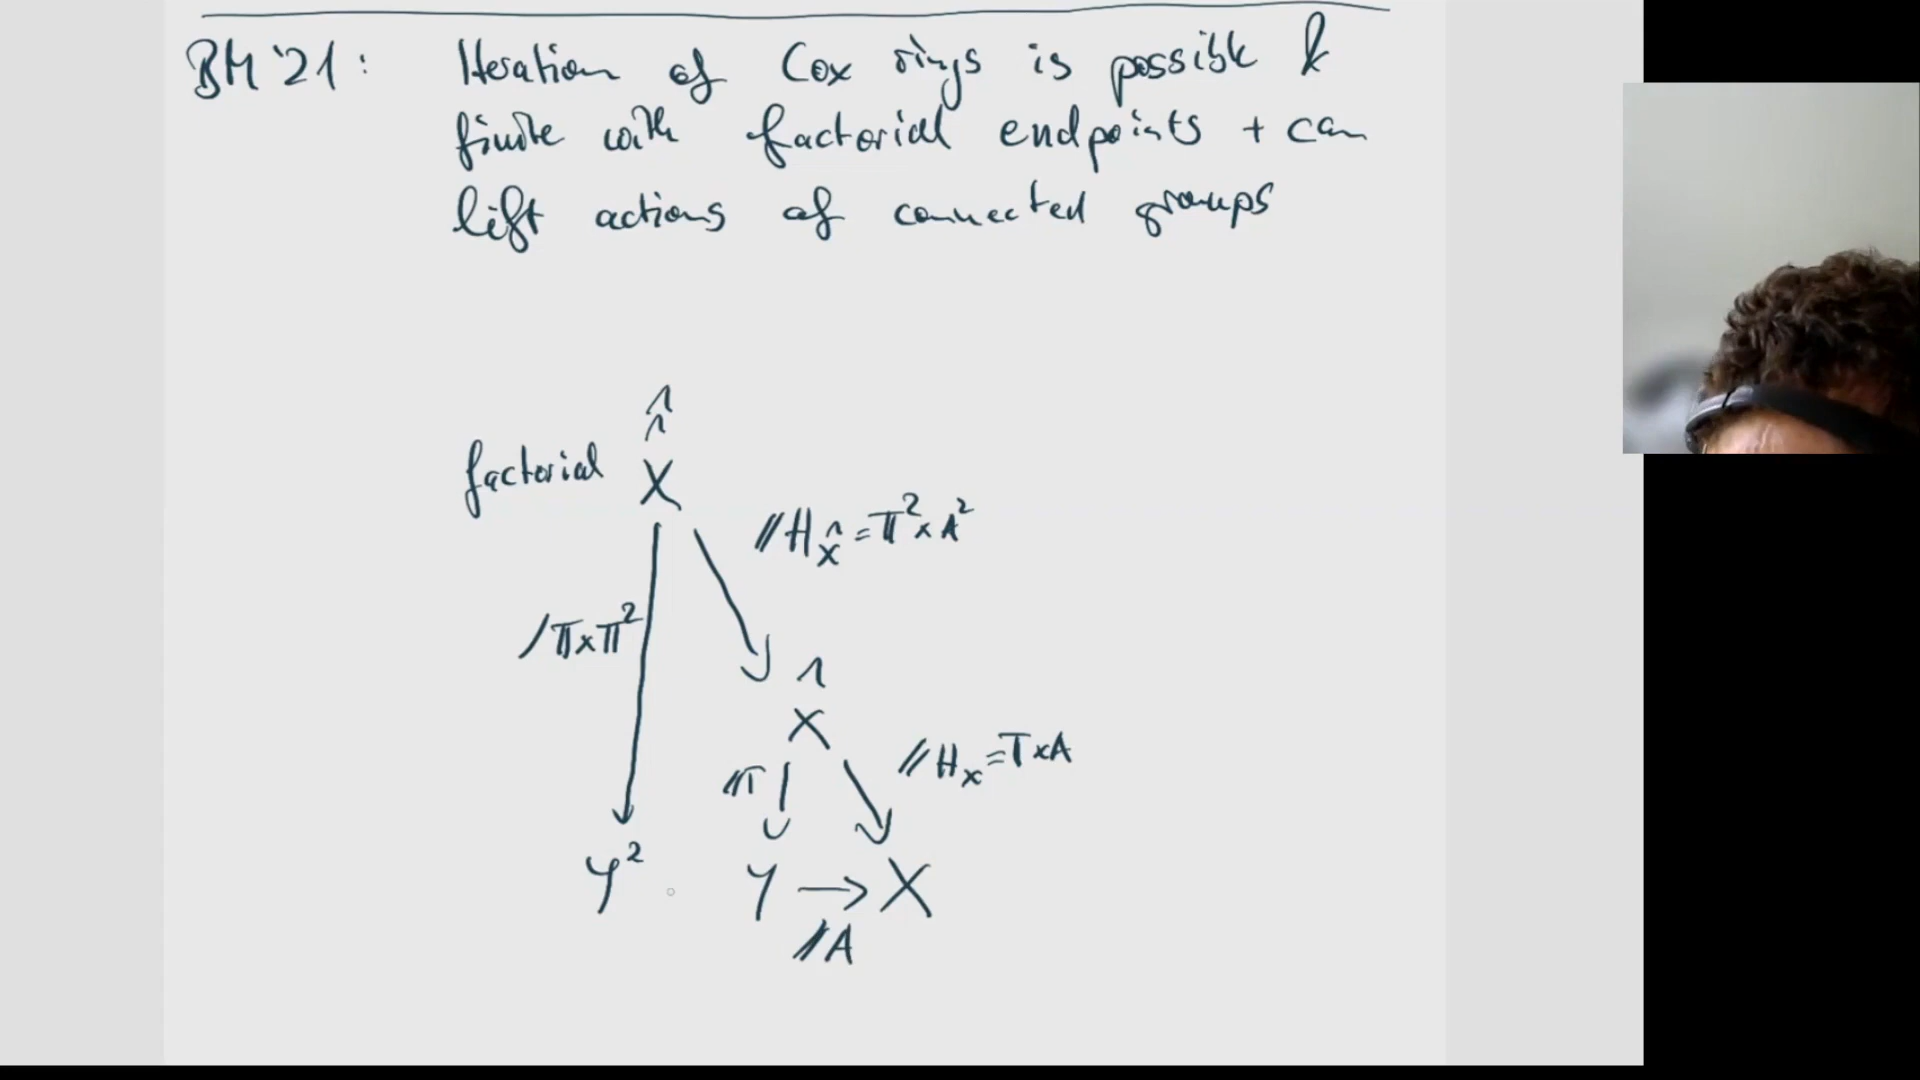 BM '21: Iteration of Cox rings is possible &
finite with factorial endpoints + can
lift actions of connected groups
factorial X̂̂
//H_X̂ = 𝕋² × A²
/𝕋×𝕋²
X̂
//𝕋 //H_X = 𝕋×A
Y² Y → X
//A